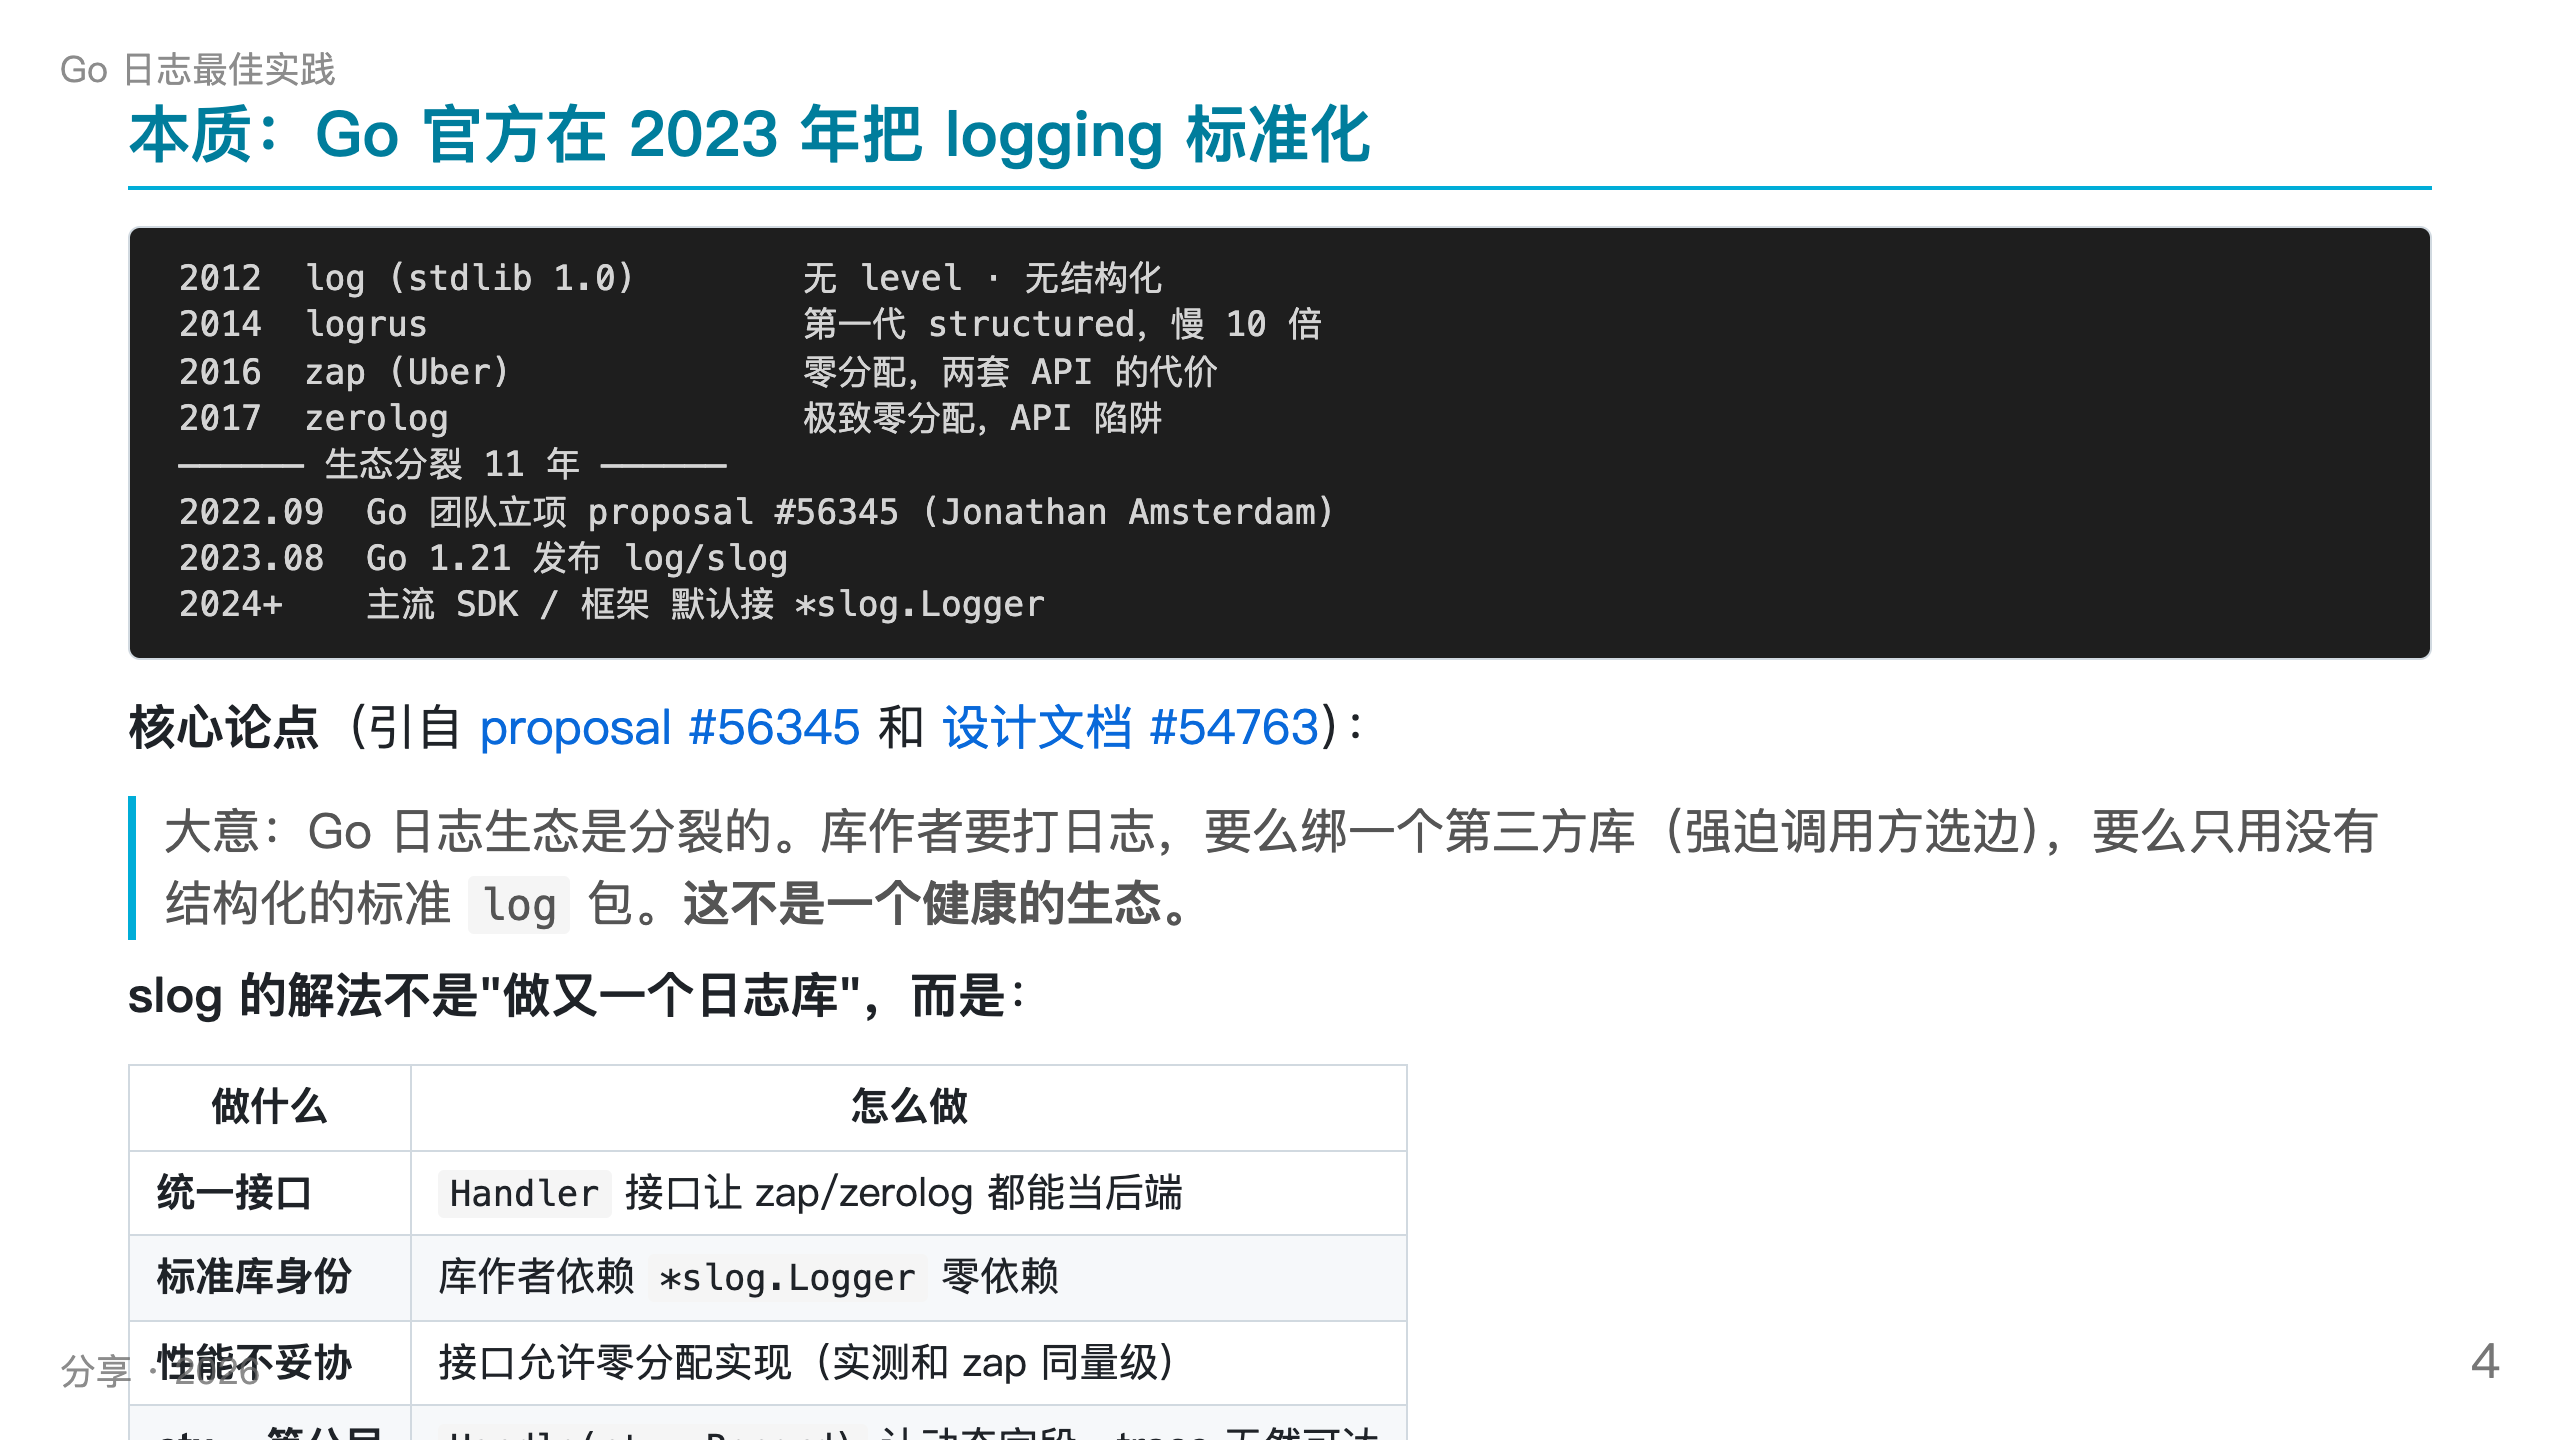 Go 日志最佳实践
本质：Go 官方在 2023 年把 logging 标准化
2012  log (stdlib 1.0)        无 level · 无结构化
2014  logrus                  第一代 structured，慢 10 倍
2016  zap (Uber)              零分配，两套 API 的代价
2017  zerolog                 极致零分配，API 陷阱
—————— 生态分裂 11 年 ——————
2022.09  Go 团队立项 proposal #56345 (Jonathan Amsterdam)
2023.08  Go 1.21 发布 log/slog
2024+    主流 SDK / 框架 默认接 *slog.Logger
核心论点（引自 proposal #56345 和 设计文档 #54763）：
大意：Go 日志生态是分裂的。库作者要打日志，要么绑一个第三方库（强迫调用方选边），要么只用没有
结构化的标准 log 包。这不是一个健康的生态。
slog 的解法不是"做又一个日志库"，而是：
做什么 怎么做
统一接口 Handler 接口让 zap/zerolog 都能当后端
标准库身份 库作者依赖 *slog.Logger 零依赖
性能不妥协 接口允许零分配实现（实测和 zap 同量级）
分享 · 2026
4